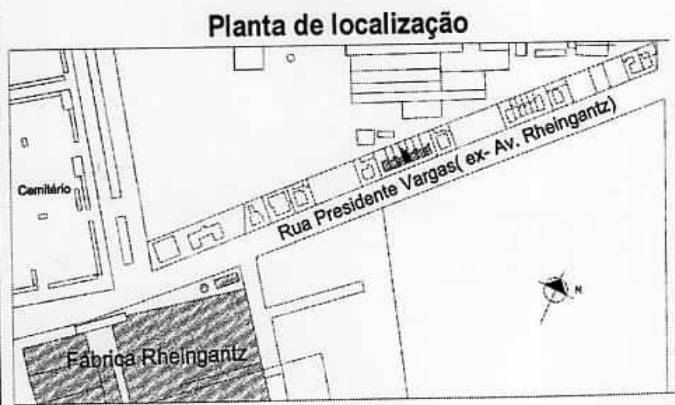 Planta de localização
Cemitério
Rua Presidente Vargas( ex- Av. Rheingantz)
N
Fábrica Rheingantz